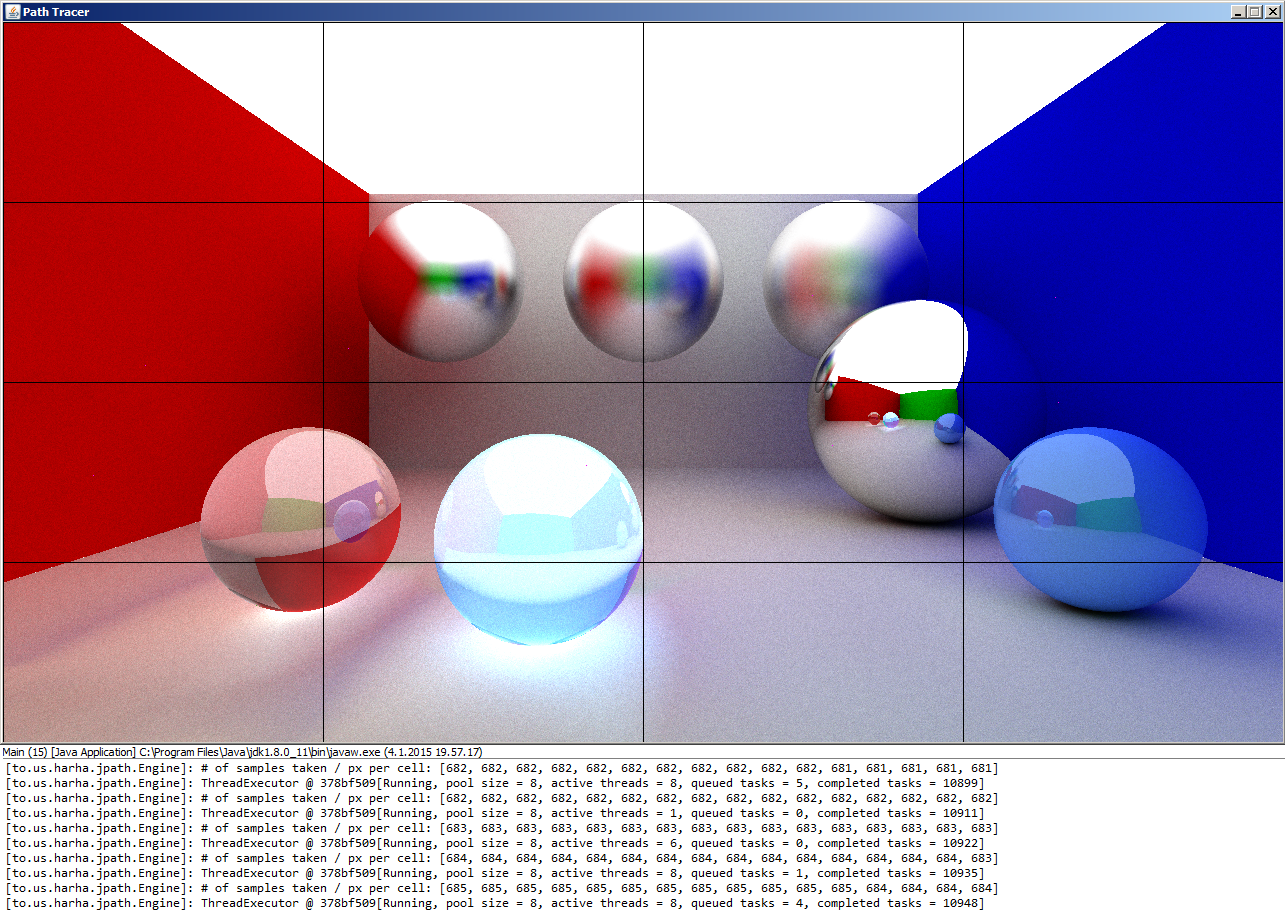 Path Tracer
Main (15) [Java Application] C:\Program Files\Java\jdk1.8.0_11\bin\javaw.exe (4.1.2015 19.57.17)
[to.us.harha.jpath.Engine]: # of samples taken / px per cell: [682, 682, 682, 682, 682, 682, 682, 682, 682, 682, 682, 681, 681, 681, 681, 681]
[to.us.harha.jpath.Engine]: ThreadExecutor @ 378bf509[Running, pool size = 8, active threads = 8, queued tasks = 5, completed tasks = 10899]
[to.us.harha.jpath.Engine]: # of samples taken / px per cell: [682, 682, 682, 682, 682, 682, 682, 682, 682, 682, 682, 682, 682, 682, 682, 682]
[to.us.harha.jpath.Engine]: ThreadExecutor @ 378bf509[Running, pool size = 8, active threads = 1, queued tasks = 0, completed tasks = 10911]
[to.us.harha.jpath.Engine]: # of samples taken / px per cell: [683, 683, 683, 683, 683, 683, 683, 683, 683, 683, 683, 683, 683, 683, 683, 683]
[to.us.harha.jpath.Engine]: ThreadExecutor @ 378bf509[Running, pool size = 8, active threads = 6, queued tasks = 0, completed tasks = 10922]
[to.us.harha.jpath.Engine]: # of samples taken / px per cell: [684, 684, 684, 684, 684, 684, 684, 684, 684, 684, 684, 684, 684, 684, 684, 683]
[to.us.harha.jpath.Engine]: ThreadExecutor @ 378bf509[Running, pool size = 8, active threads = 8, queued tasks = 1, completed tasks = 10935]
[to.us.harha.jpath.Engine]: # of samples taken / px per cell: [685, 685, 685, 685, 685, 685, 685, 685, 685, 685, 685, 685, 684, 684, 684, 684]
[to.us.harha.jpath.Engine]: ThreadExecutor @ 378bf509[Running, pool size = 8, active threads = 8, queued tasks = 4, completed tasks = 10948]